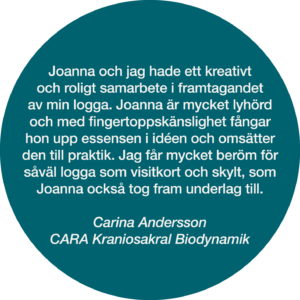 Joanna och jag hade ett kreativt
och roligt samarbete i framtagandet
av min logga. Joanna är mycket lyhörd
och med fingertoppskänslighet fångar
hon upp essensen i idéen och omsätter
den till praktik. Jag får mycket beröm för
såväl logga som visitkort och skylt, som
Joanna också tog fram underlag till.
Carina Andersson
CARA Kraniosakral Biodynamik